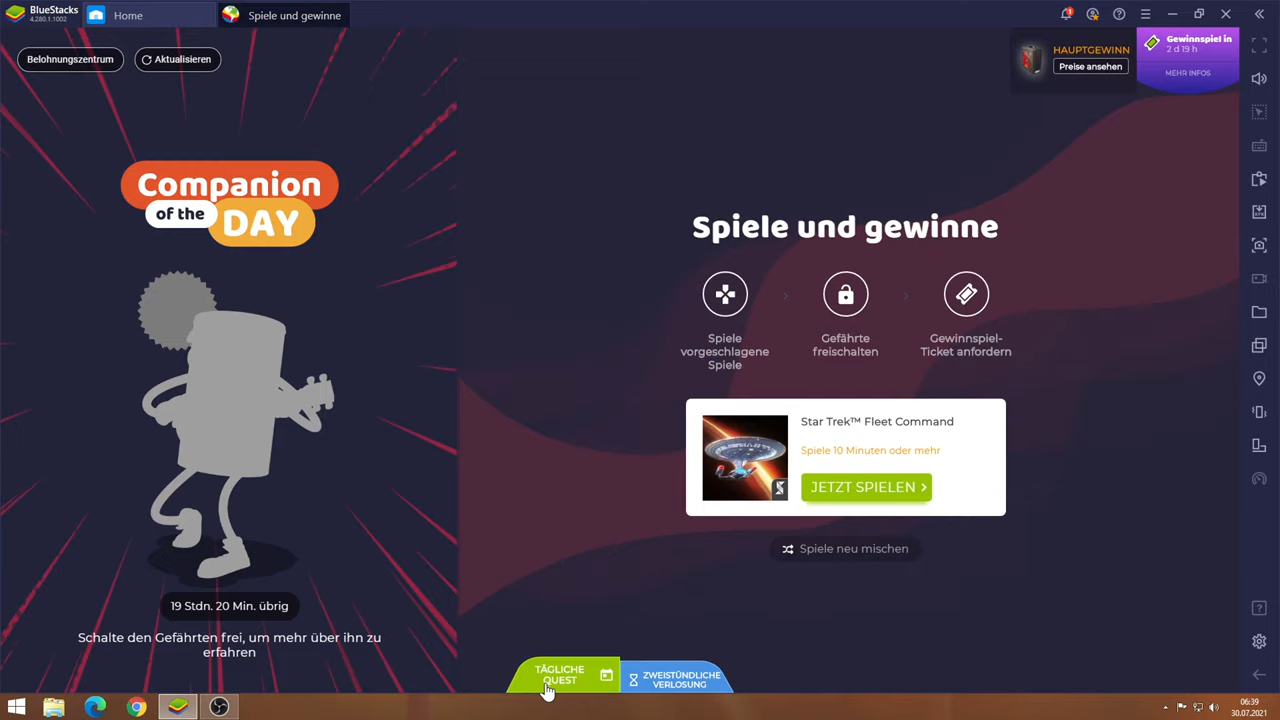 BlueStacks
4.280.1.1002
Home
Spiele und gewinne
1
Belohnungszentrum
Aktualisieren
HAUPTGEWINN
Preise ansehen
Gewinnspiel in
2 d 19 h
MEHR INFOS
Companion
of the
DAY
19 Stdn. 20 Min. übrig
Schalte den Gefährten frei, um mehr über ihn zu
erfahren
Spiele und gewinne
Spiele
vorgeschlagene
Spiele
Gefährte
freischalten
Gewinnspiel-
Ticket anfordern
Star Trek™ Fleet Command
Spiele 10 Minuten oder mehr
JETZT SPIELEN
Spiele neu mischen
TÄGLICHE
QUEST
ZWEISTÜNDLICHE
VERLOSUNG
06:39
30.07.2021